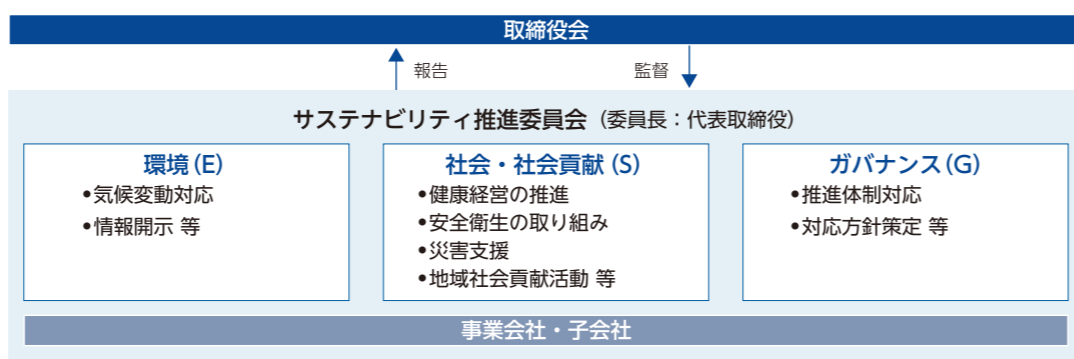 取締役会
報告
監督
サステナビリティ推進委員会（委員長：代表取締役）
環境（E）
•気候変動対応
•情報開示 等
社会・社会貢献（S）
•健康経営の推進
•安全衛生の取り組み
•災害支援
•地域社会貢献活動 等
ガバナンス（G）
•推進体制対応
•対応方針策定 等
事業会社・子会社